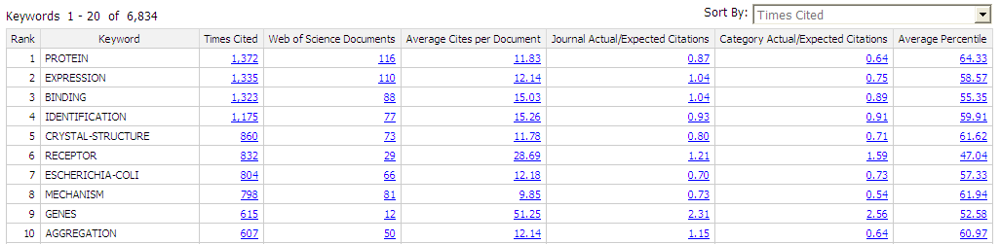 Keywords 1 - 20 of 6,834 Sort By: Times Cited
Rank Keyword Times Cited Web of Science Documents Average Cites per Document Journal Actual/Expected Citations Category Actual/Expected Citations Average Percentile
1 PROTEIN 1,372 116 11.83 0.87 0.64 64.33
2 EXPRESSION 1,335 110 12.14 1.04 0.75 58.57
3 BINDING 1,323 88 15.03 1.04 0.89 55.35
4 IDENTIFICATION 1,175 77 15.26 0.93 0.91 59.91
5 CRYSTAL-STRUCTURE 860 73 11.78 0.80 0.71 61.62
6 RECEPTOR 832 29 28.69 1.21 1.59 47.04
7 ESCHERICHIA-COLI 804 66 12.18 0.70 0.73 57.33
8 MECHANISM 798 81 9.85 0.73 0.54 61.94
9 GENES 615 12 51.25 2.31 2.56 52.58
10 AGGREGATION 607 50 12.14 1.15 0.84 60.97